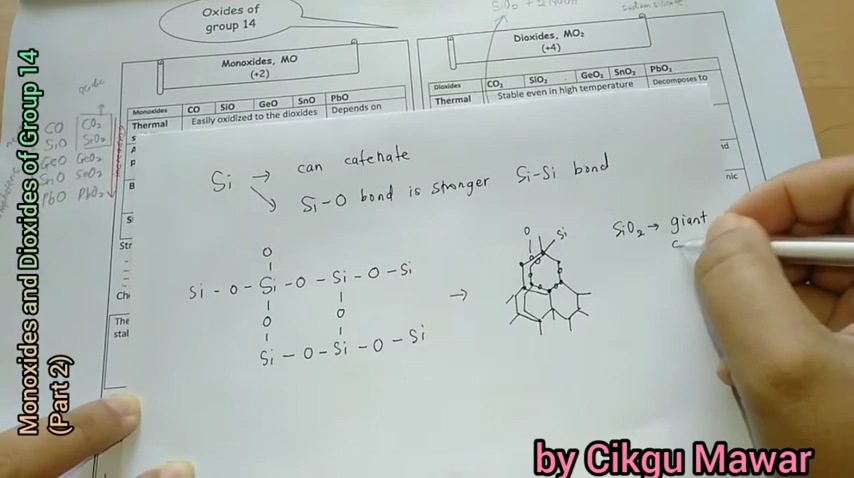 Oxides of
group 14
Monoxides, MO
(+2)
Dioxides, MO₂
(+4)
Monoxides CO SiO GeO SnO PbO
Thermal Easily oxidized to the dioxides Depends on
Dioxides CO₂ SiO₂ GeO₂ SnO₂ PbO₂
Thermal Stable even in high temperature Decomposes to
CO CO₂
SiO SiO₂
GeO GeO₂
SnO SnO₂
PbO PbO₂
Si → can catenate
Si-O bond is stronger Si-Si bond
O
Si - O - Si - O - Si - O - Si
O O
Si - O - Si - O - Si
→
O Si
SiO₂ → giant
c
Monoxides and Dioxides of Group 14
(Part 2)
by Cikgu Mawar